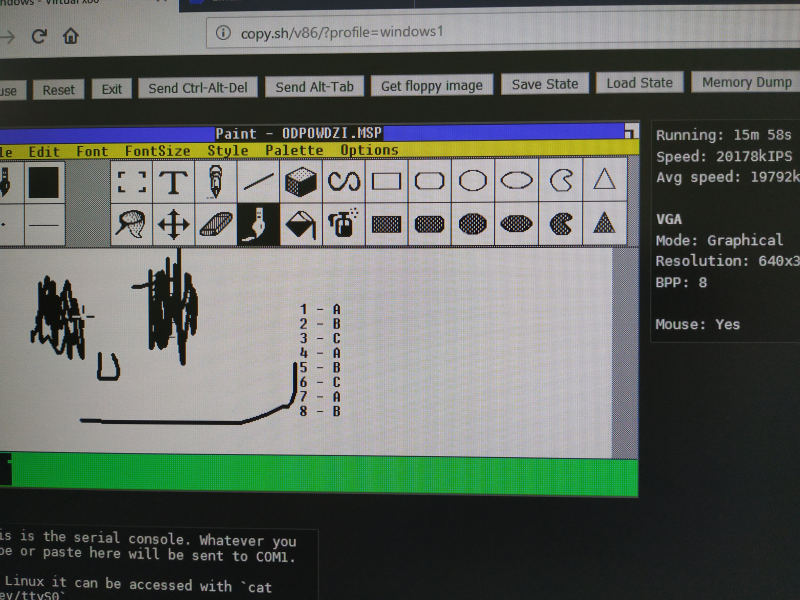 ndows - Virtual x86
copy.sh/v86/?profile=windows1
use Reset Exit Send Ctrl-Alt-Del Send Alt-Tab Get floppy image Save State Load State Memory Dump
Paint - ODPOWDZI.MSP
le Edit Font FontSize Style Palette Options
T
1 - A
2 - B
3 - C
4 - A
5 - B
6 - C
7 - A
8 - B
Running: 15m 58s
Speed: 20178kIPS
Avg speed: 19792k
VGA
Mode: Graphical
Resolution: 640x3
BPP: 8
Mouse: Yes
is is the serial console. Whatever you
pe or paste here will be sent to COM1.
Linux it can be accessed with `cat
ev/ttyS0`